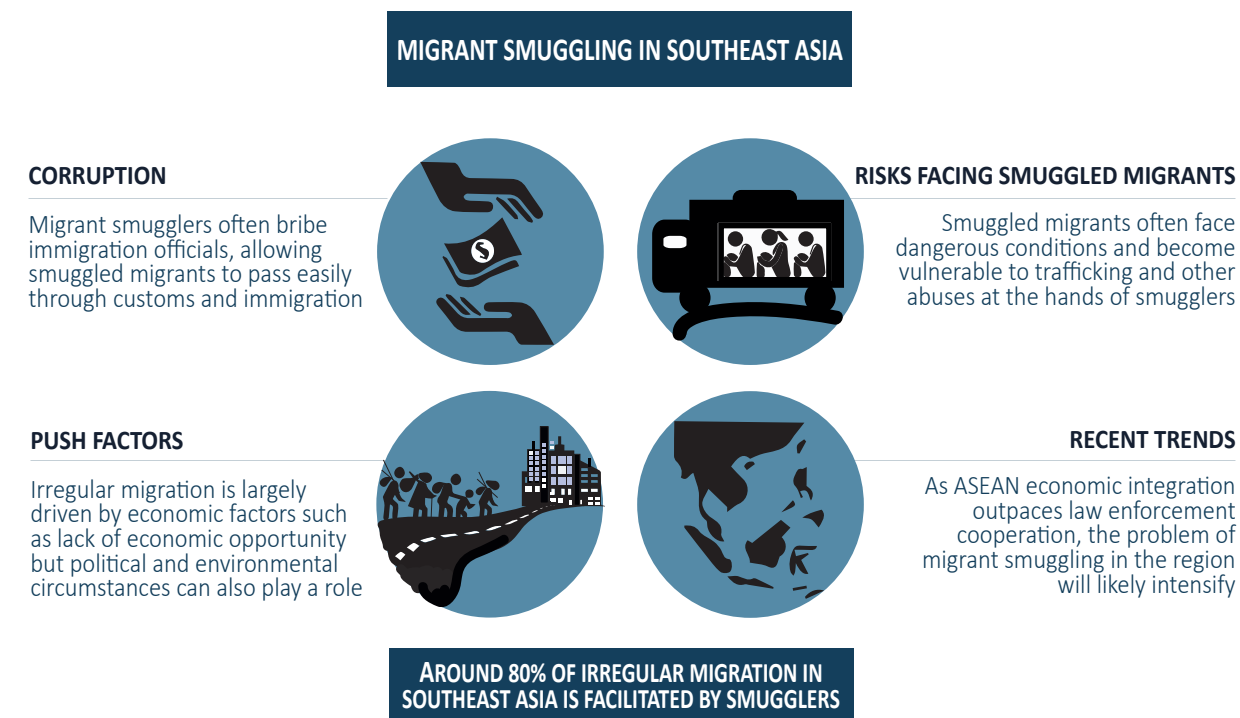 MIGRANT SMUGGLING IN SOUTHEAST ASIA
CORRUPTION
Migrant smugglers often bribe
immigration officials, allowing
smuggled migrants to pass easily
through customs and immigration
$
RISKS FACING SMUGGLED MIGRANTS
Smuggled migrants often face
dangerous conditions and become
vulnerable to trafficking and other
abuses at the hands of smugglers
PUSH FACTORS
Irregular migration is largely
driven by economic factors such
as lack of economic opportunity
but political and environmental
circumstances can also play a role
RECENT TRENDS
As ASEAN economic integration
outpaces law enforcement
cooperation, the problem of
migrant smuggling in the region
will likely intensify
AROUND 80% OF IRREGULAR MIGRATION IN
SOUTHEAST ASIA IS FACILITATED BY SMUGGLERS